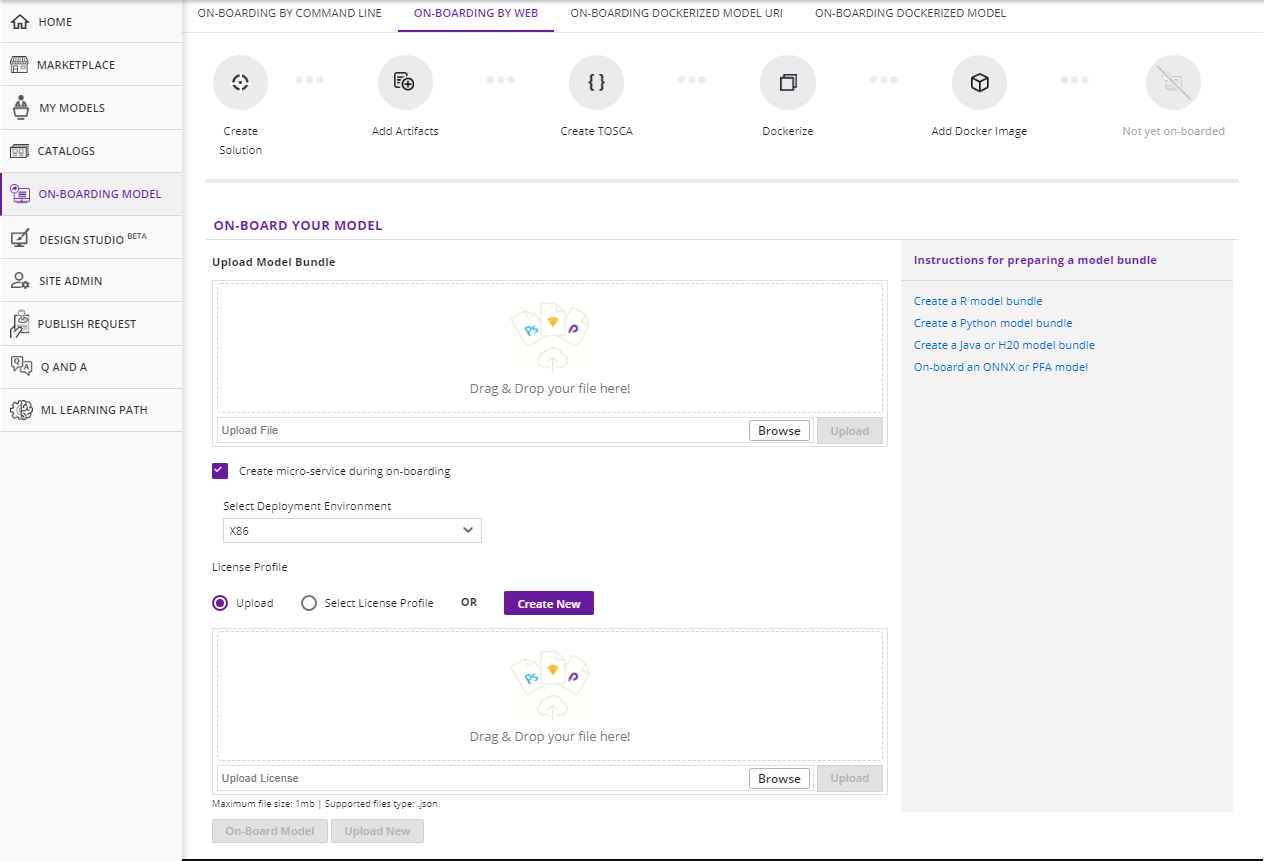 HOME
MARKETPLACE
MY MODELS
CATALOGS
ON-BOARDING MODEL
DESIGN STUDIO BETA
SITE ADMIN
PUBLISH REQUEST
Q AND A
ML LEARNING PATH
ON-BOARDING BY COMMAND LINE
ON-BOARDING BY WEB
ON-BOARDING DOCKERIZED MODEL URI
ON-BOARDING DOCKERIZED MODEL
Create
Solution
Add Artifacts
Create TOSCA
Dockerize
Add Docker Image
Not yet on-boarded
ON-BOARD YOUR MODEL
Upload Model Bundle
Ps
Drag & Drop your file here!
Upload File
Browse
Upload
Create micro-service during on-boarding
Select Deployment Environment
X86
License Profile
Upload
Select License Profile
OR
Create New
Ps
Drag & Drop your file here!
Upload License
Browse
Upload
Maximum file size: 1mb | Supported files type: .json
On-Board Model
Upload New
Instructions for preparing a model bundle
Create a R model bundle
Create a Python model bundle
Create a Java or H20 model bundle
On-board an ONNX or PFA model